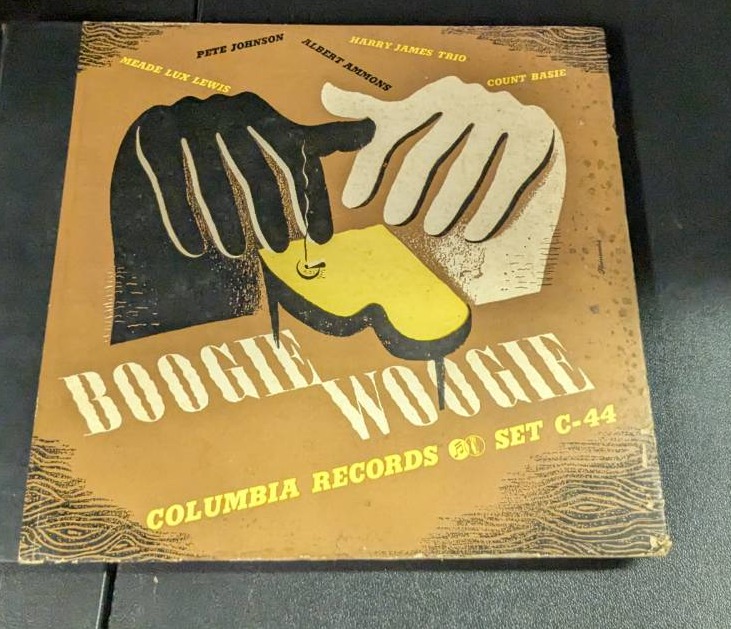 MEADE LUX LEWIS
PETE JOHNSON
ALBERT AMMONS
HARRY JAMES TRIO
COUNT BASIE
BOOGIE
WOOGIE
COLUMBIA RECORDS SET C-44